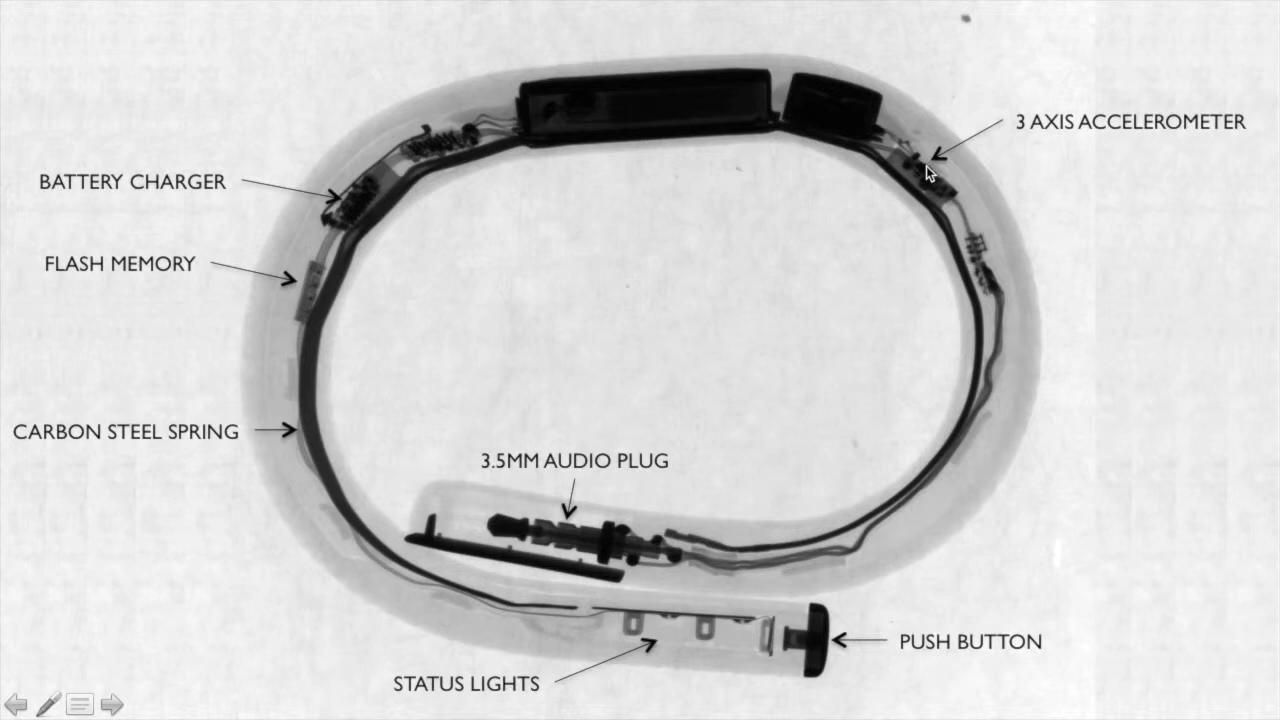 3 AXIS ACCELEROMETER
BATTERY CHARGER
FLASH MEMORY
CARBON STEEL SPRING
3.5MM AUDIO PLUG
PUSH BUTTON
STATUS LIGHTS